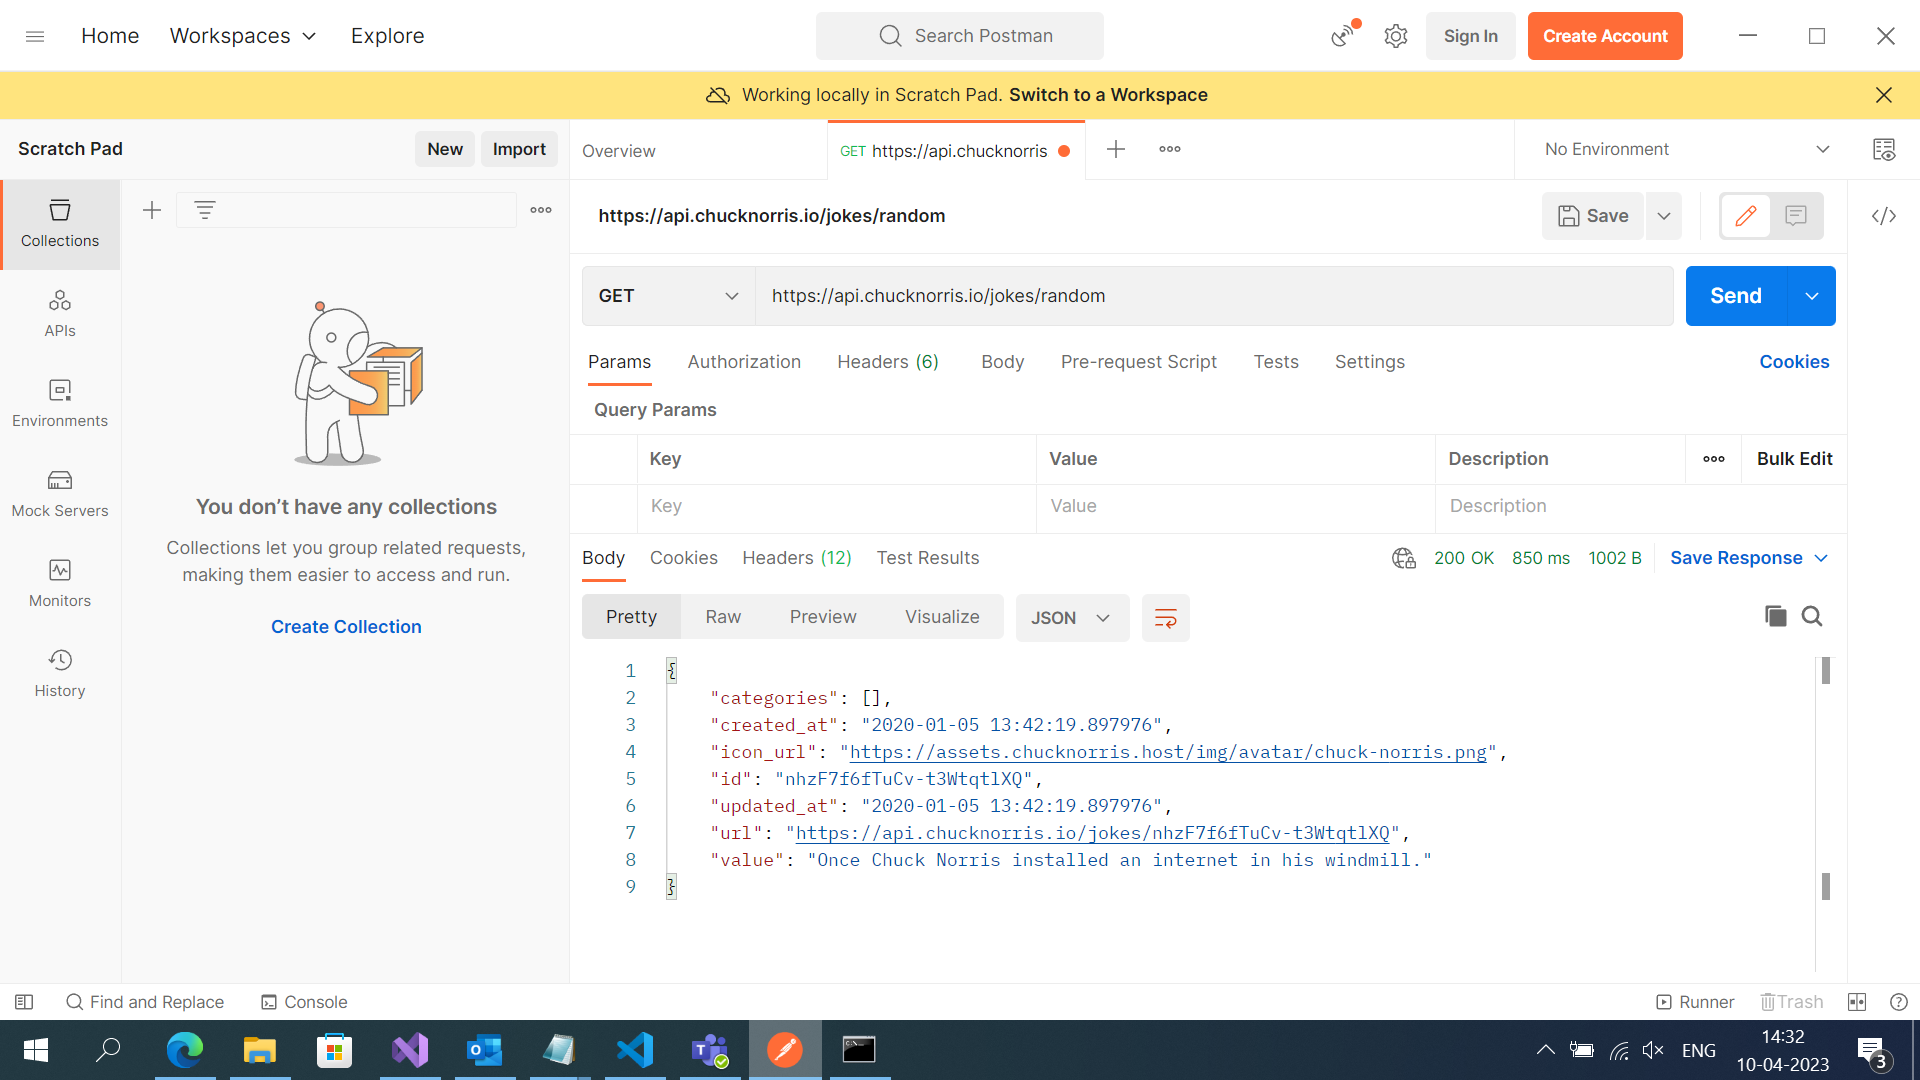 Home Workspaces Explore Search Postman Sign In Create Account
Working locally in Scratch Pad. Switch to a Workspace
Scratch Pad New Import
Overview GET https://api.chucknorris No Environment
Collections
APIs
Environments
Mock Servers
Monitors
History
You don’t have any collections
Collections let you group related requests,
making them easier to access and run.
Create Collection
https://api.chucknorris.io/jokes/random Save
GET https://api.chucknorris.io/jokes/random Send
Params Authorization Headers (6) Body Pre-request Script Tests Settings Cookies
Query Params
Key Value Description Bulk Edit
Key Value Description
Body Cookies Headers (12) Test Results 200 OK 850 ms 1002 B Save Response
Pretty Raw Preview Visualize JSON
1 {
2 "categories": [],
3 "created_at": "2020-01-05 13:42:19.897976",
4 "icon_url": "https://assets.chucknorris.host/img/avatar/chuck-norris.png",
5 "id": "nhzF7f6fTuCv-t3WtqtlXQ",
6 "updated_at": "2020-01-05 13:42:19.897976",
7 "url": "https://api.chucknorris.io/jokes/nhzF7f6fTuCv-t3WtqtlXQ",
8 "value": "Once Chuck Norris installed an internet in his windmill."
9 }
Find and Replace Console Runner Trash
ENG 14:32
10-04-2023 3